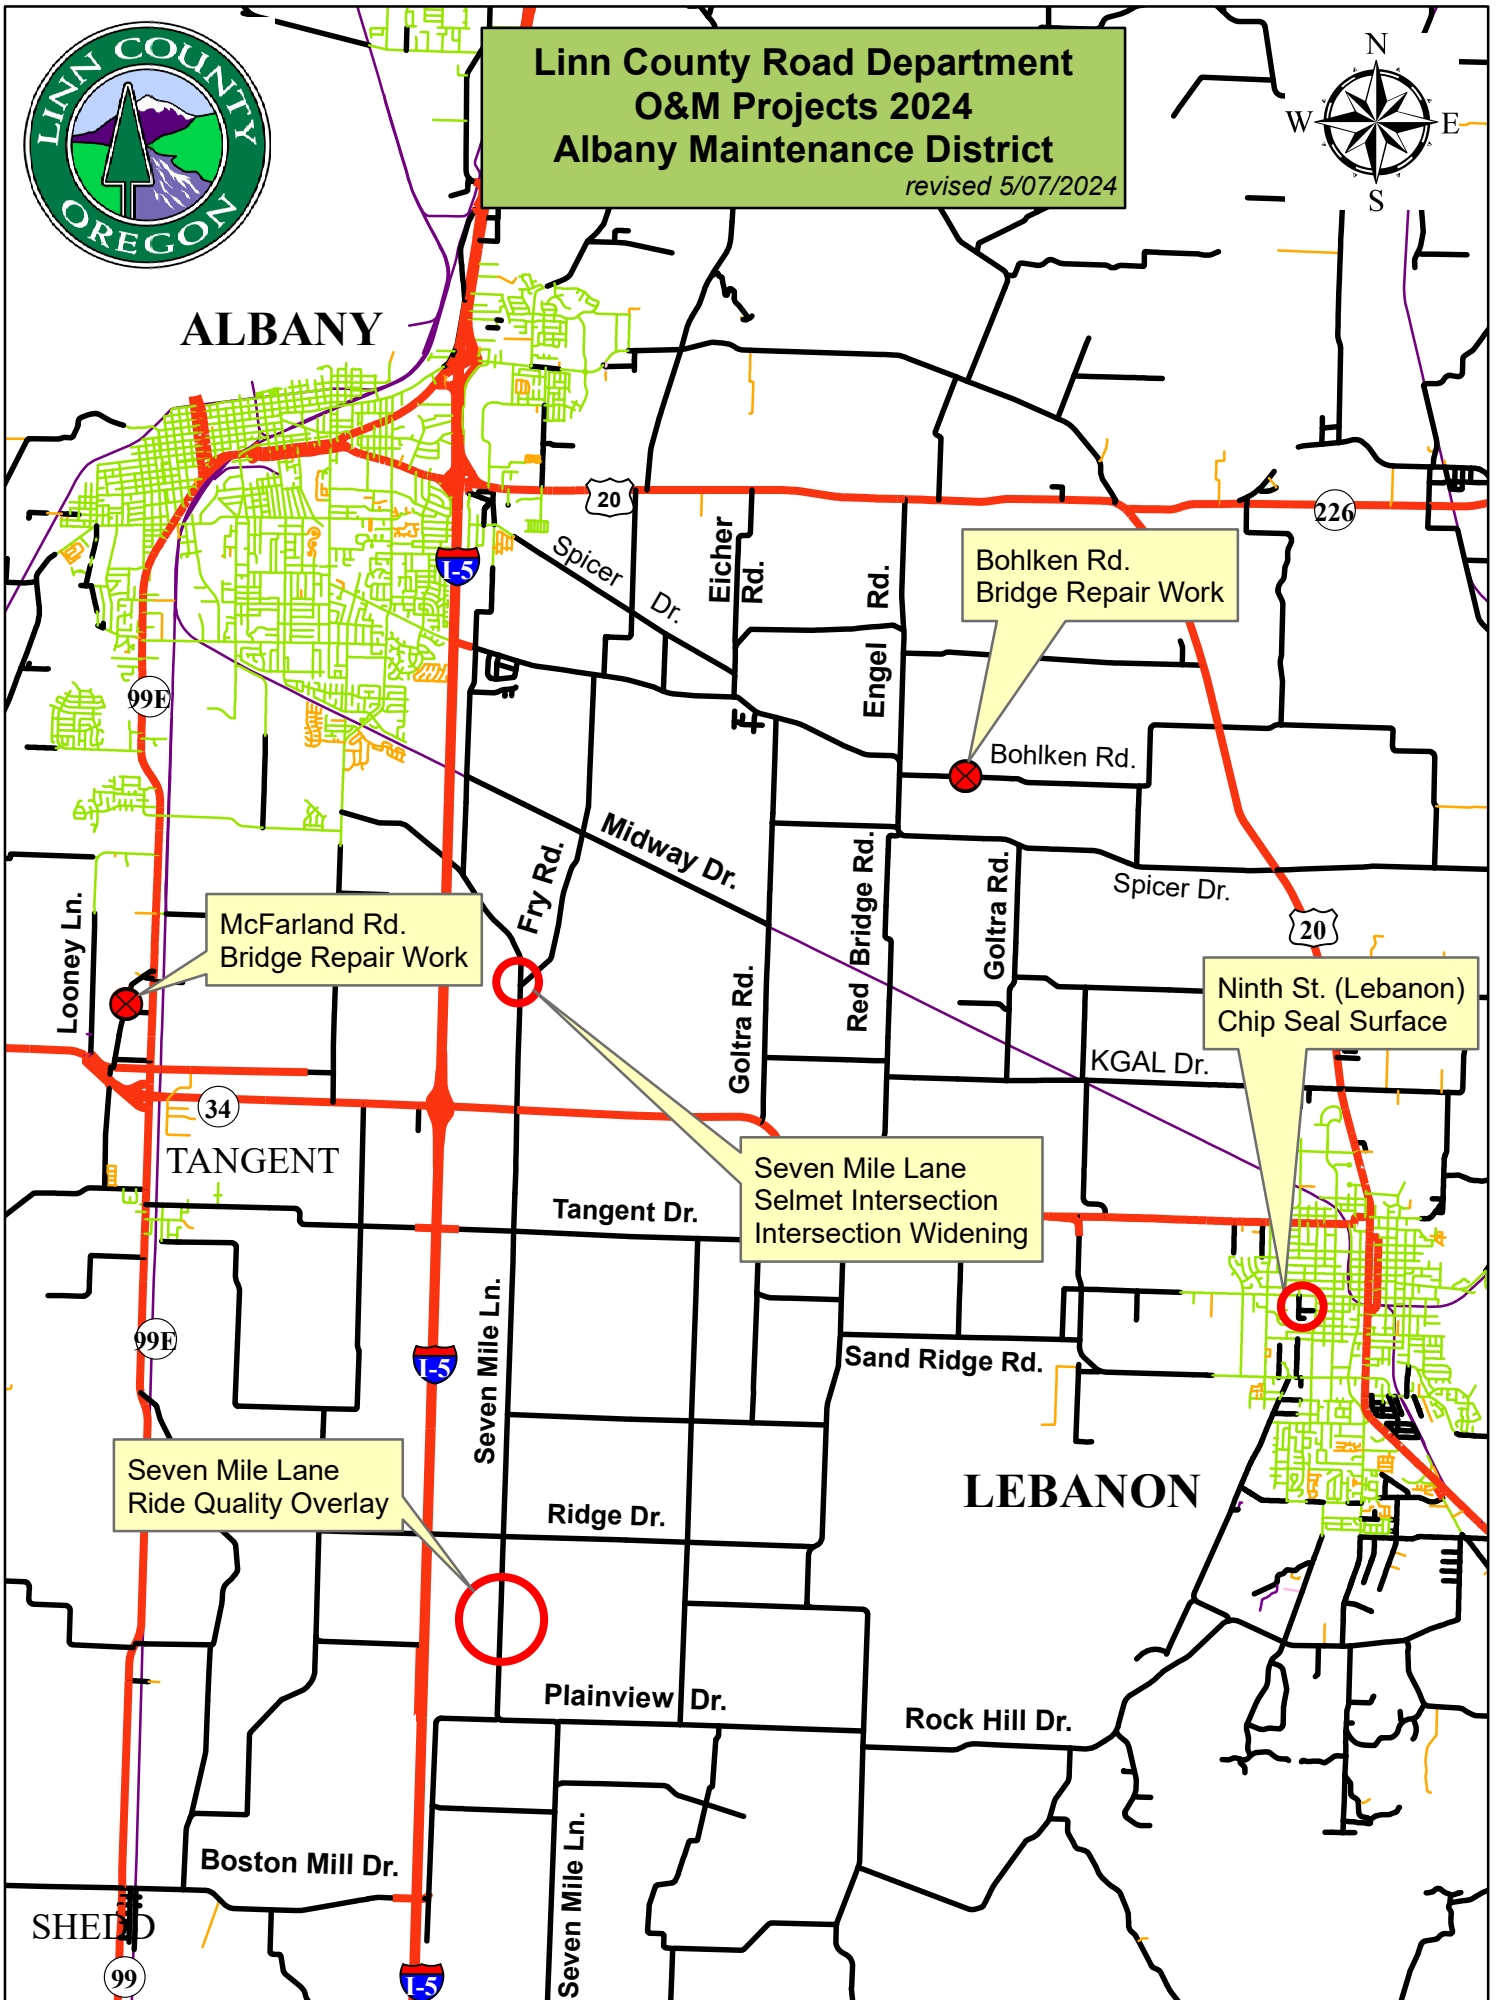 LINN COUNTY
OREGON
Linn County Road Department
O&M Projects 2024
Albany Maintenance District
revised 5/07/2024
N
W
E
S
ALBANY
20
226
I-5
Spicer
Dr.
Eicher
Rd.
Engel
Rd.
Bohlken Rd.
Bridge Repair Work
99E
Bohlken Rd.
Midway Dr.
Fry Rd.
Looney Ln.
McFarland Rd.
Bridge Repair Work
Goltra Rd.
Red Bridge Rd.
Goltra Rd.
Spicer Dr.
20
Ninth St. (Lebanon)
Chip Seal Surface
KGAL Dr.
34
TANGENT
Seven Mile Lane
Selmet Intersection
Intersection Widening
Tangent Dr.
99E
I-5
Seven Mile Ln.
Sand Ridge Rd.
Seven Mile Lane
Ride Quality Overlay
LEBANON
Ridge Dr.
Plainview Dr.
Rock Hill Dr.
Boston Mill Dr.
Seven Mile Ln.
SHEDD
99
I-5